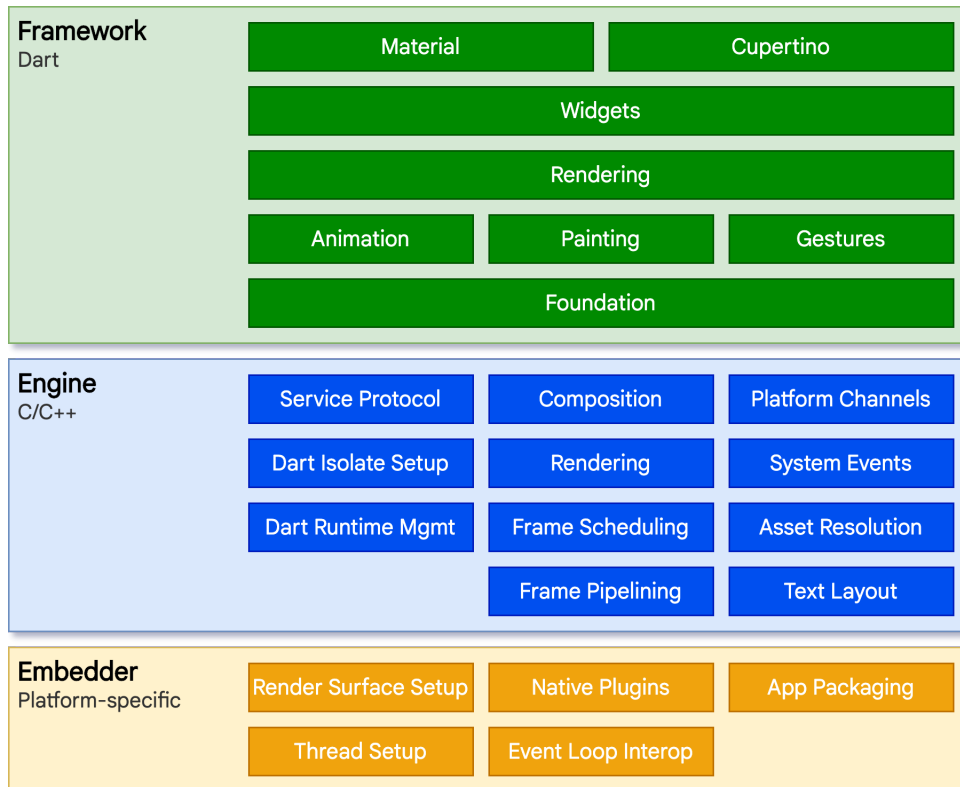 Framework
Dart
Material
Cupertino
Widgets
Rendering
Animation
Painting
Gestures
Foundation
Engine
C/C++
Service Protocol
Composition
Platform Channels
Dart Isolate Setup
Rendering
System Events
Dart Runtime Mgmt
Frame Scheduling
Asset Resolution
Frame Pipelining
Text Layout
Embedder
Platform-specific
Render Surface Setup
Native Plugins
App Packaging
Thread Setup
Event Loop Interop